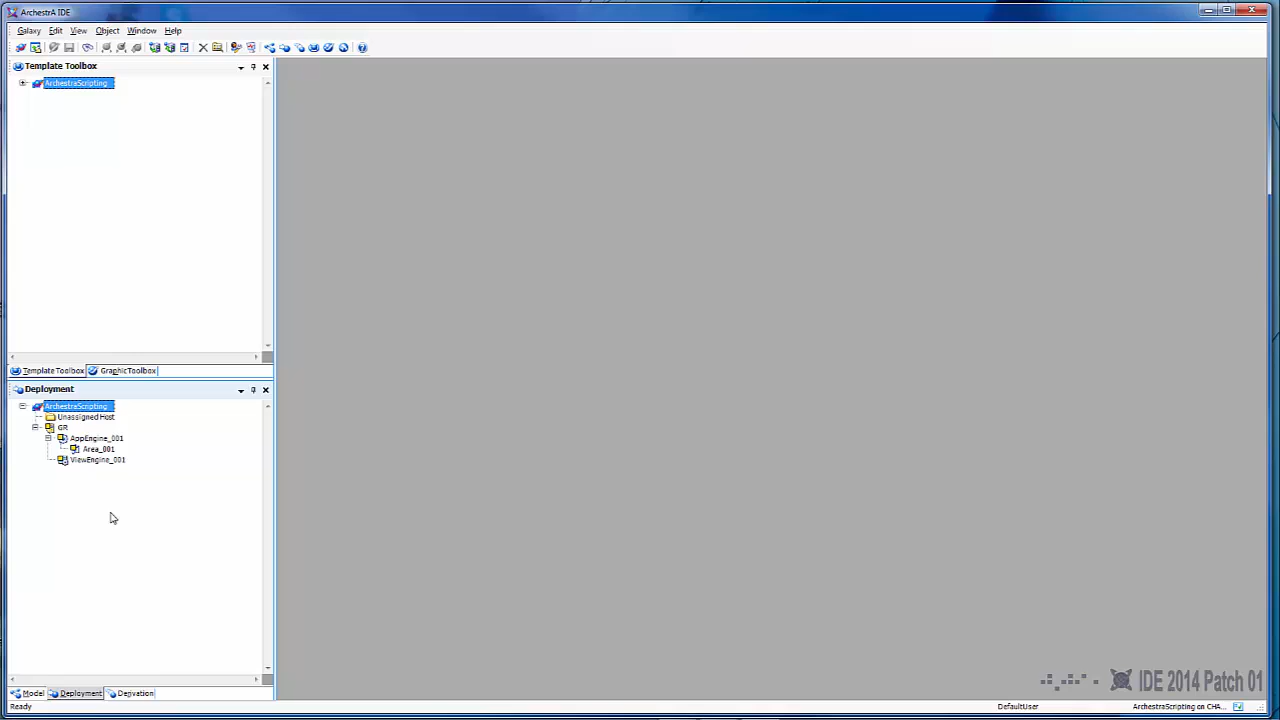 ArchestrA IDE
Galaxy Edit View Object Window Help
Template Toolbox
ArchestraScripting
Template Toolbox GraphicToolbox
Deployment
ArchestraScripting
Unassigned Host
GR
AppEngine_001
Area_001
ViewEngine_001
Model Deployment Derivation
IDE 2014 Patch 01
Ready DefaultUser ArchestraScripting on CHA...